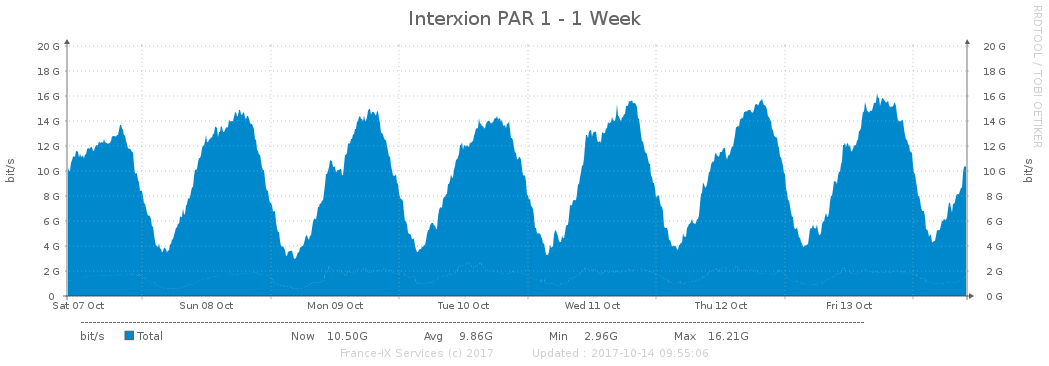 Interxion PAR 1 - 1 Week
RRDTOOL / TOBI OETIKER
bit/s
20 G 20 G
18 G 18 G
16 G 16 G
14 G 14 G
12 G 12 G
10 G 10 G
8 G 8 G
6 G 6 G
4 G 4 G
2 G 2 G
0 0 G
bit/s
Sat 07 Oct Sun 08 Oct Mon 09 Oct Tue 10 Oct Wed 11 Oct Thu 12 Oct Fri 13 Oct
bit/s Total Now 10.50G Avg 9.86G Min 2.96G Max 16.21G
France-IX Services (c) 2017 Updated : 2017-10-14 09:55:06